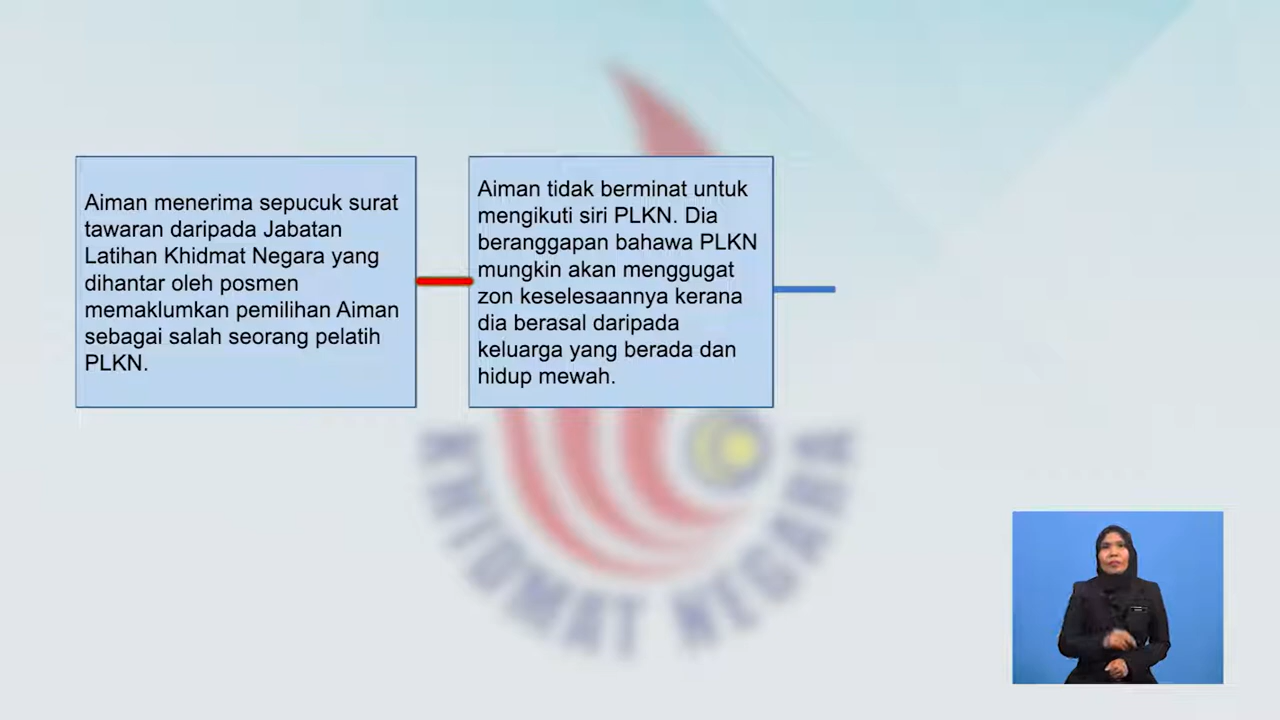 Aiman menerima sepucuk surat
tawaran daripada Jabatan
Latihan Khidmat Negara yang
dihantar oleh posmen
memaklumkan pemilihan Aiman
sebagai salah seorang pelatih
PLKN.
Aiman tidak berminat untuk
mengikuti siri PLKN. Dia
beranggapan bahawa PLKN
mungkin akan menggugat
zon keselesaannya kerana
dia berasal daripada
keluarga yang berada dan
hidup mewah.
KHIDMAT NEGARA